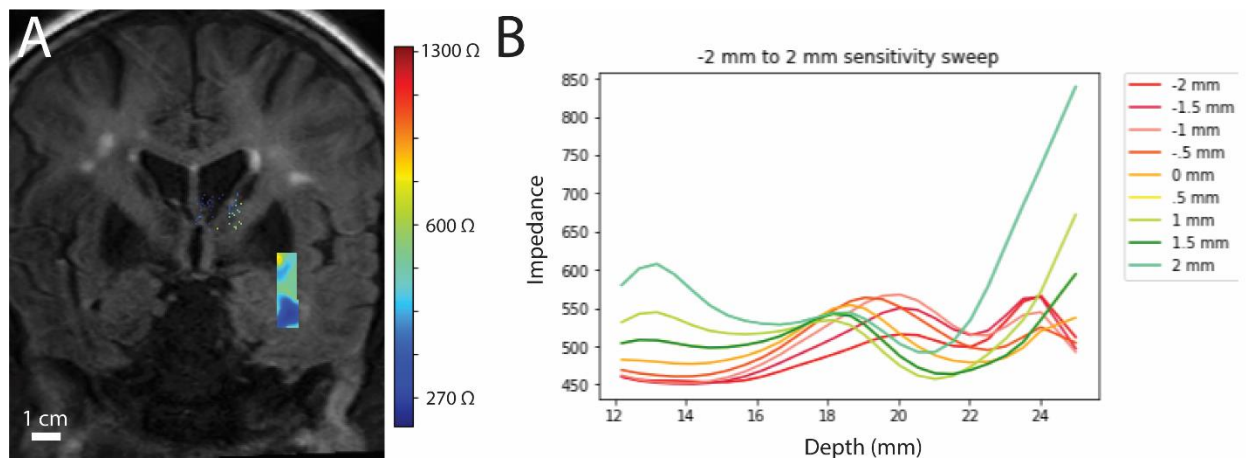 A
1300 Ω
600 Ω
270 Ω
1 cm
B
-2 mm to 2 mm sensitivity sweep
Impedance
850
800
750
700
650
600
550
500
450
12
14
16
18
20
22
24
Depth (mm)
-2 mm
-1.5 mm
-1 mm
-.5 mm
0 mm
.5 mm
1 mm
1.5 mm
2 mm